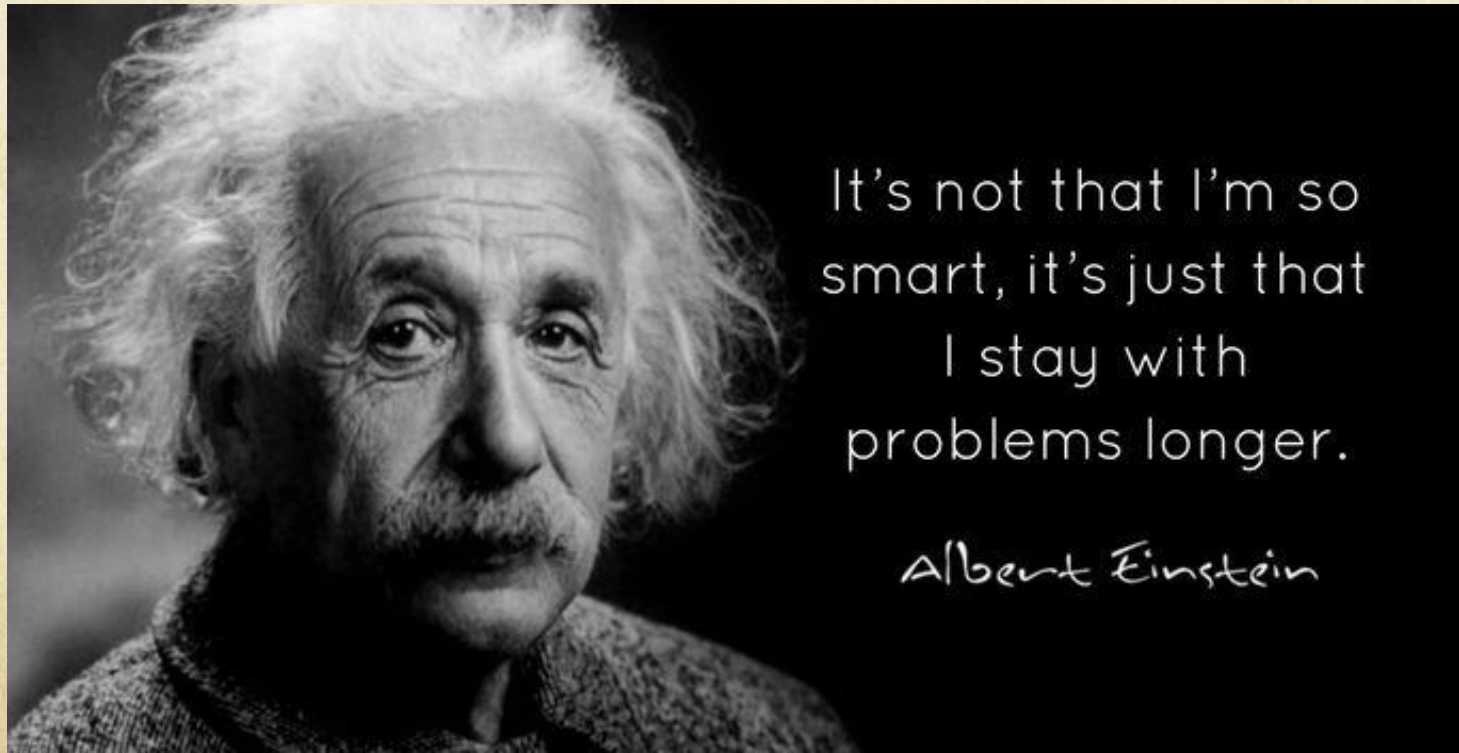 It’s not that I’m so
smart, it’s just that
I stay with
problems longer.
Albert Einstein